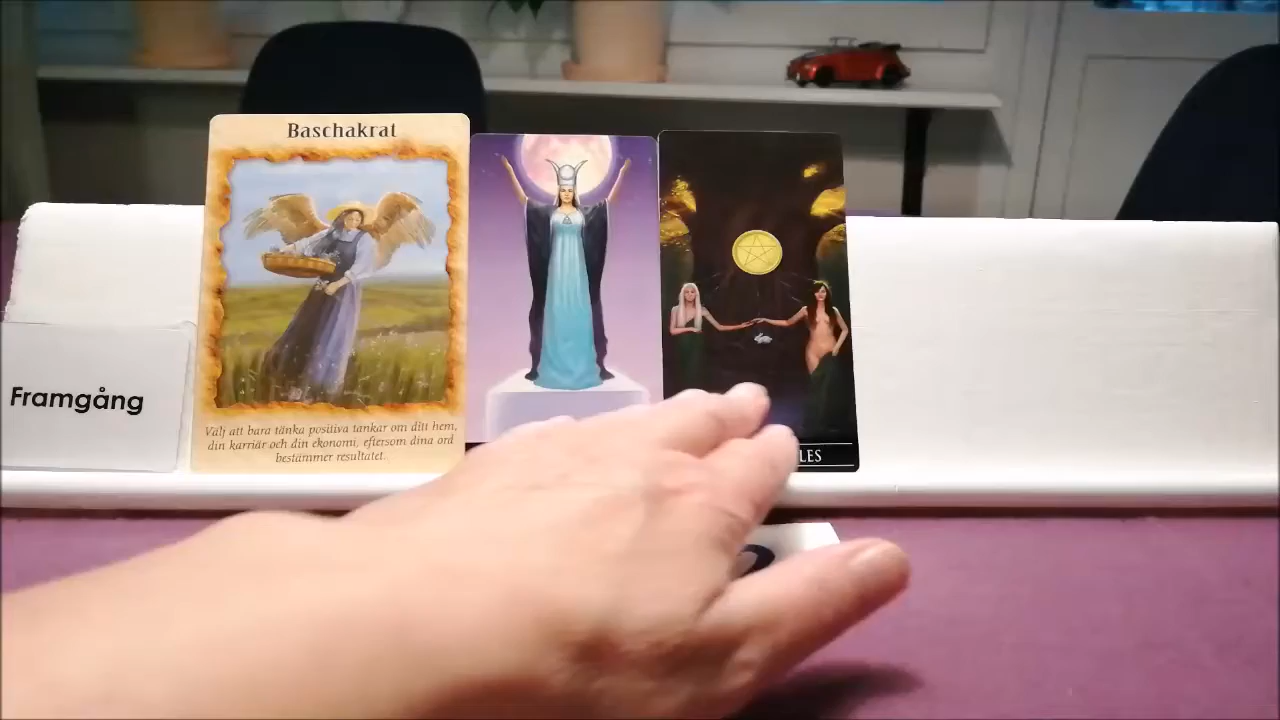 Baschakrat
Framgång
Välj att bara tänka positiva tankar om ditt hem,
din karriär och din ekonomi, eftersom dina ord
bestämmer resultatet.
LES